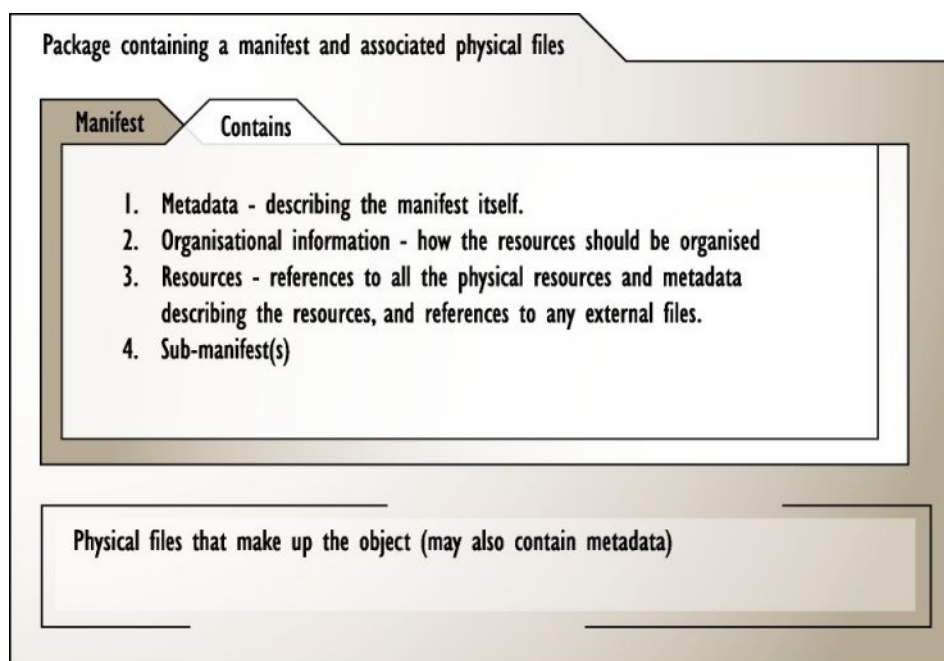 Package containing a manifest and associated physical files
Manifest
Contains
1. Metadata - describing the manifest itself.
2. Organisational information - how the resources should be organised
3. Resources - references to all the physical resources and metadata
describing the resources, and references to any external files.
4. Sub-manifest(s)
Physical files that make up the object (may also contain metadata)